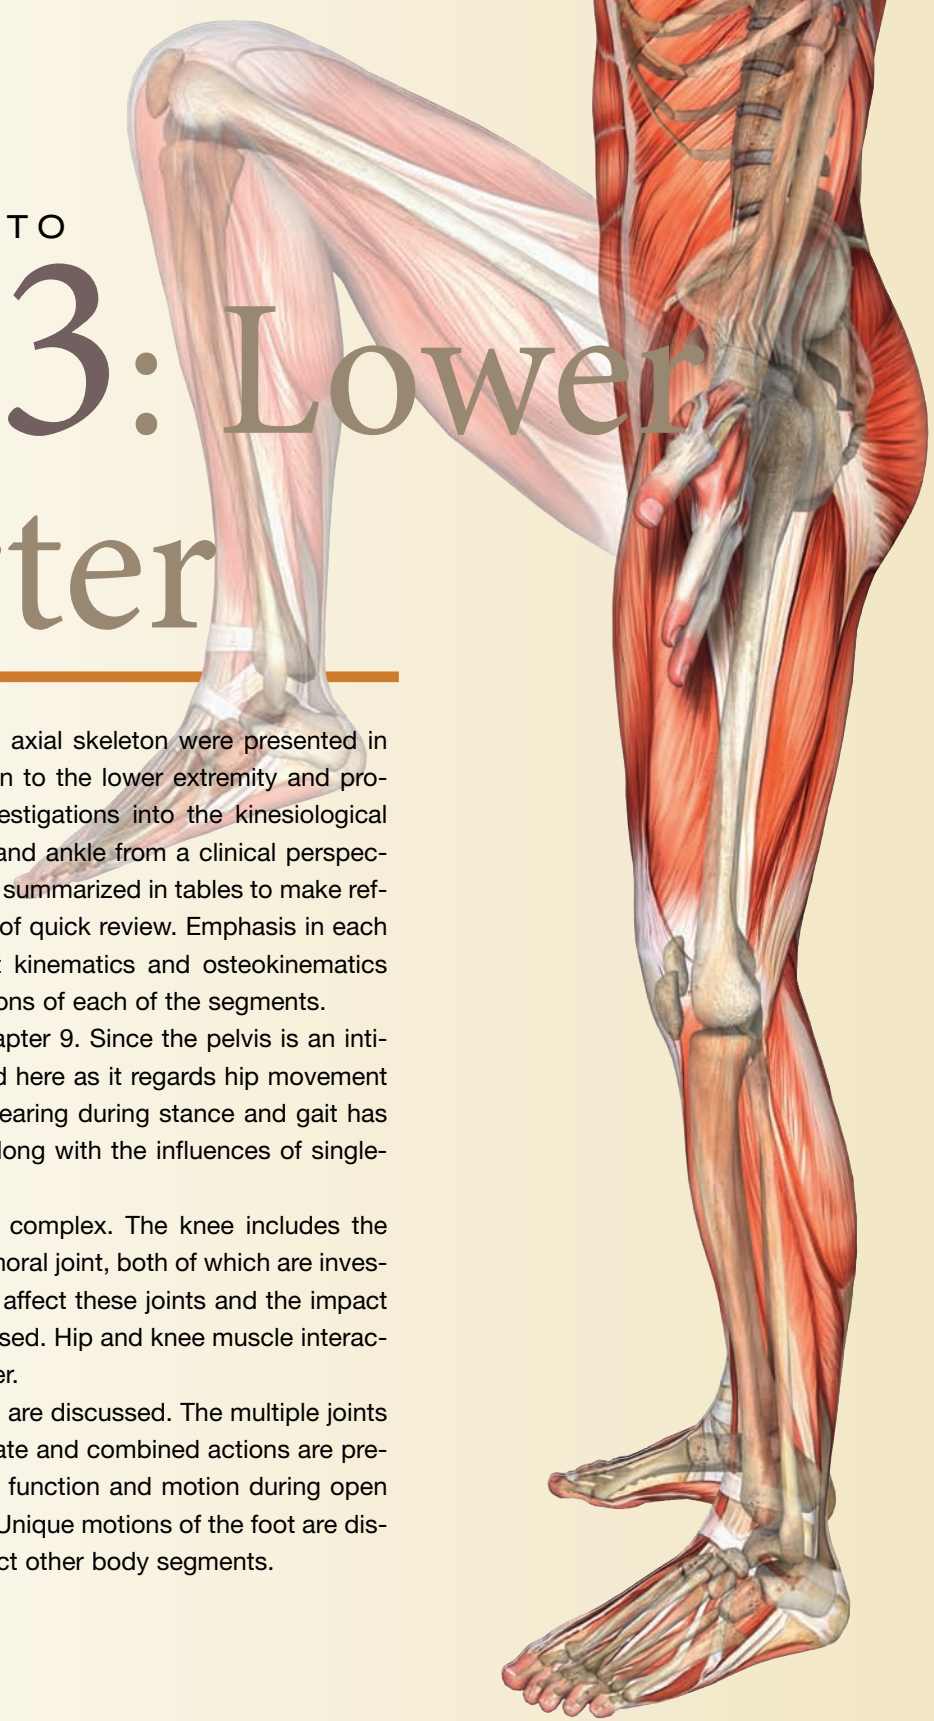 TO
3: Lower
ter
axial skeleton were presented in
n to the lower extremity and pro-
estigations into the kinesiological
and ankle from a clinical perspec-
summarized in tables to make ref-
of quick review. Emphasis in each
kinematics and osteokinematics
ons of each of the segments.
apter 9. Since the pelvis is an inti-
d here as it regards hip movement
earing during stance and gait has
long with the influences of single-
complex. The knee includes the
moral joint, both of which are inves-
affect these joints and the impact
sed. Hip and knee muscle interac-
er.
are discussed. The multiple joints
ate and combined actions are pre-
function and motion during open
Unique motions of the foot are dis-
ct other body segments.